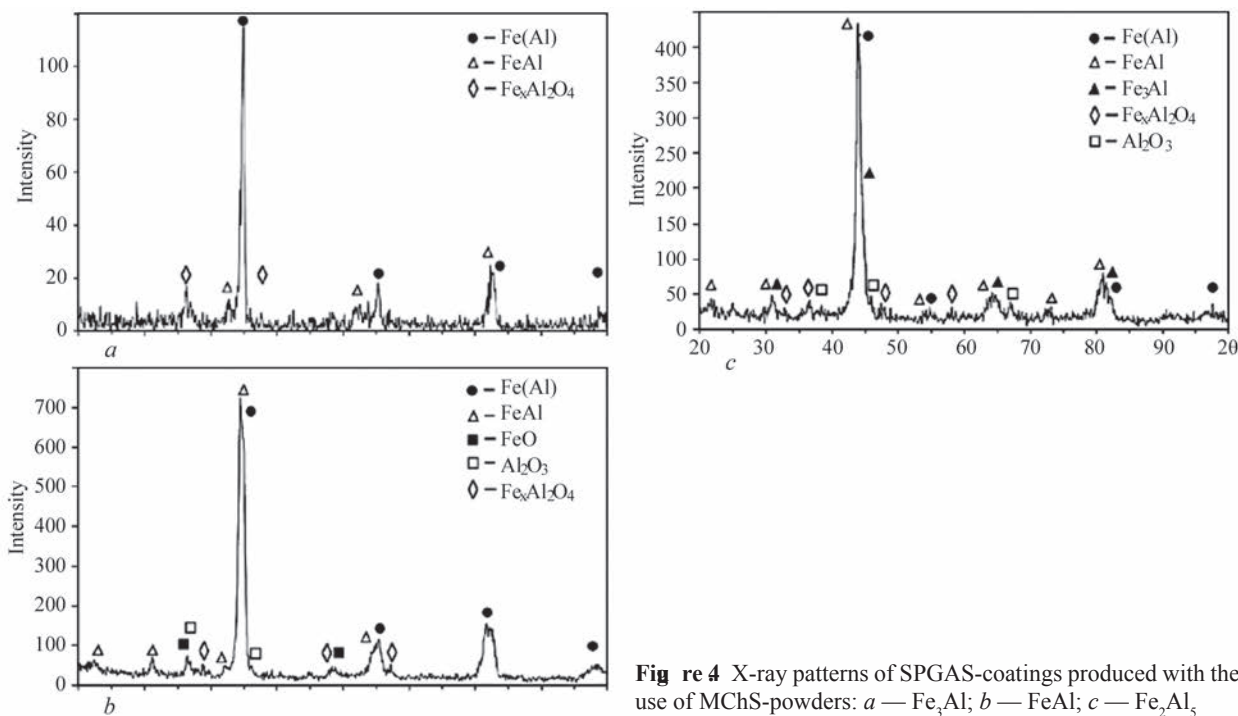 Intensity
100
80
60
40
20
0
● – Fe(Al)
△ – FeAl
◊ – FeₓAl₂O₄
a
Intensity
700
600
500
400
300
200
100
0
● – Fe(Al)
△ – FeAl
■ – FeO
□ – Al₂O₃
◊ – FeₓAl₂O₄
b
Intensity
400
350
300
250
200
150
100
50
0
● – Fe(Al)
△ – FeAl
▲ – Fe₃Al
◊ – FeₓAl₂O₄
□ – Al₂O₃
20 30 40 50 60 70 80 90 2θ
c
Fig re 4 X-ray patterns of SPGAS-coatings produced with the
use of MChS-powders: a — Fe₃Al; b — FeAl; c — Fe₂Al₅